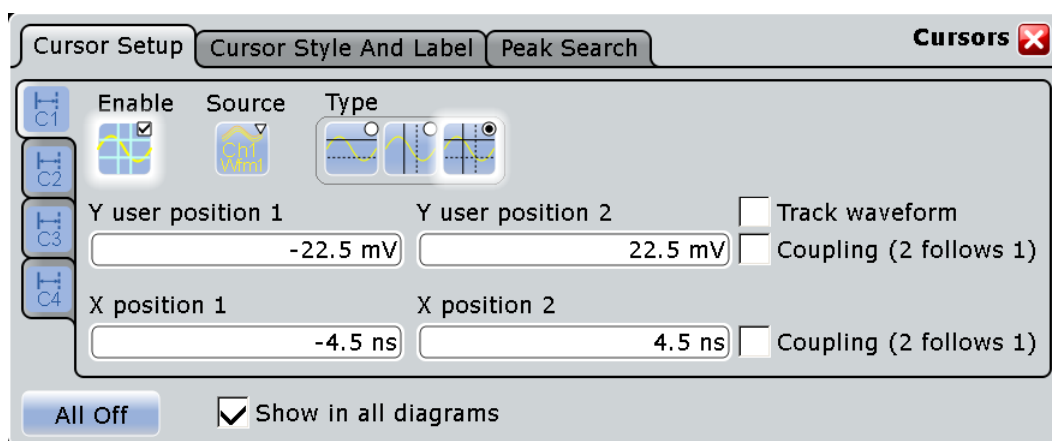 Cursor Setup Cursor Style And Label Peak Search Cursors
C1
C2
C3
C4
Enable Source Type
Ch1
Wfm1
Y user position 1 Y user position 2 Track waveform
-22.5 mV 22.5 mV Coupling (2 follows 1)
X position 1 X position 2
-4.5 ns 4.5 ns Coupling (2 follows 1)
All Off Show in all diagrams